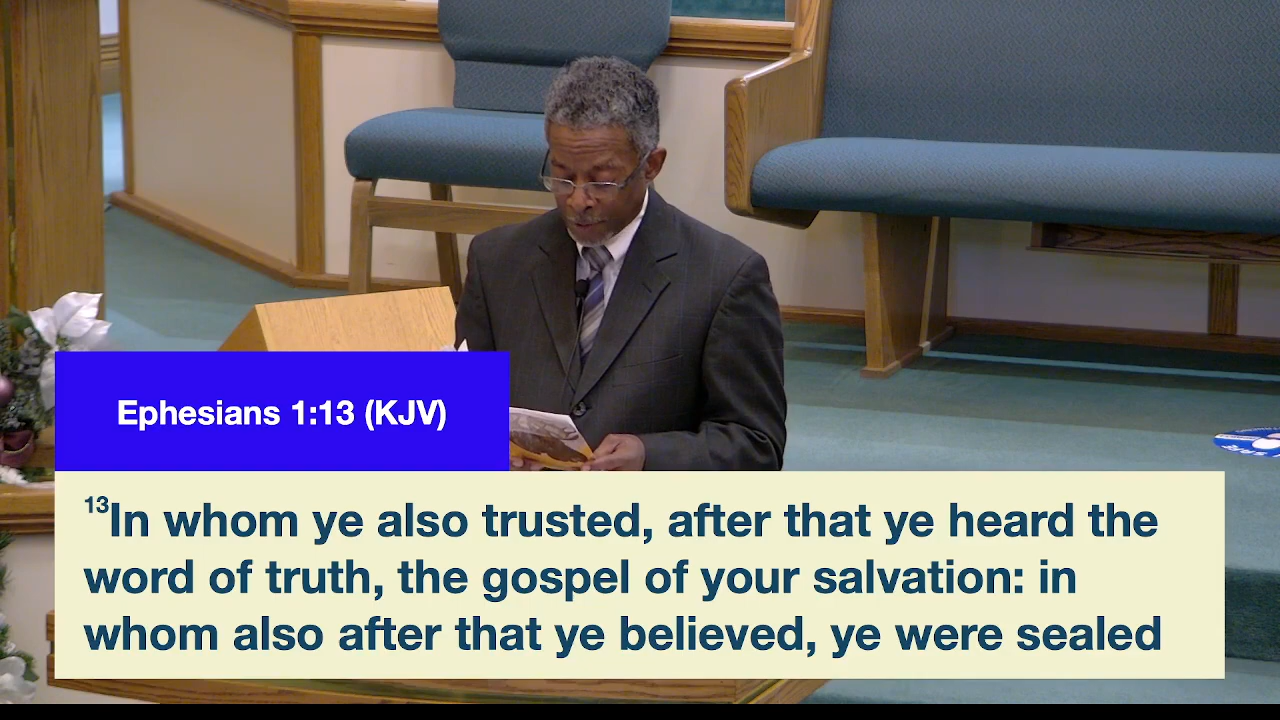 Ephesians 1:13 (KJV)
13In whom ye also trusted, after that ye heard the
word of truth, the gospel of your salvation: in
whom also after that ye believed, ye were sealed